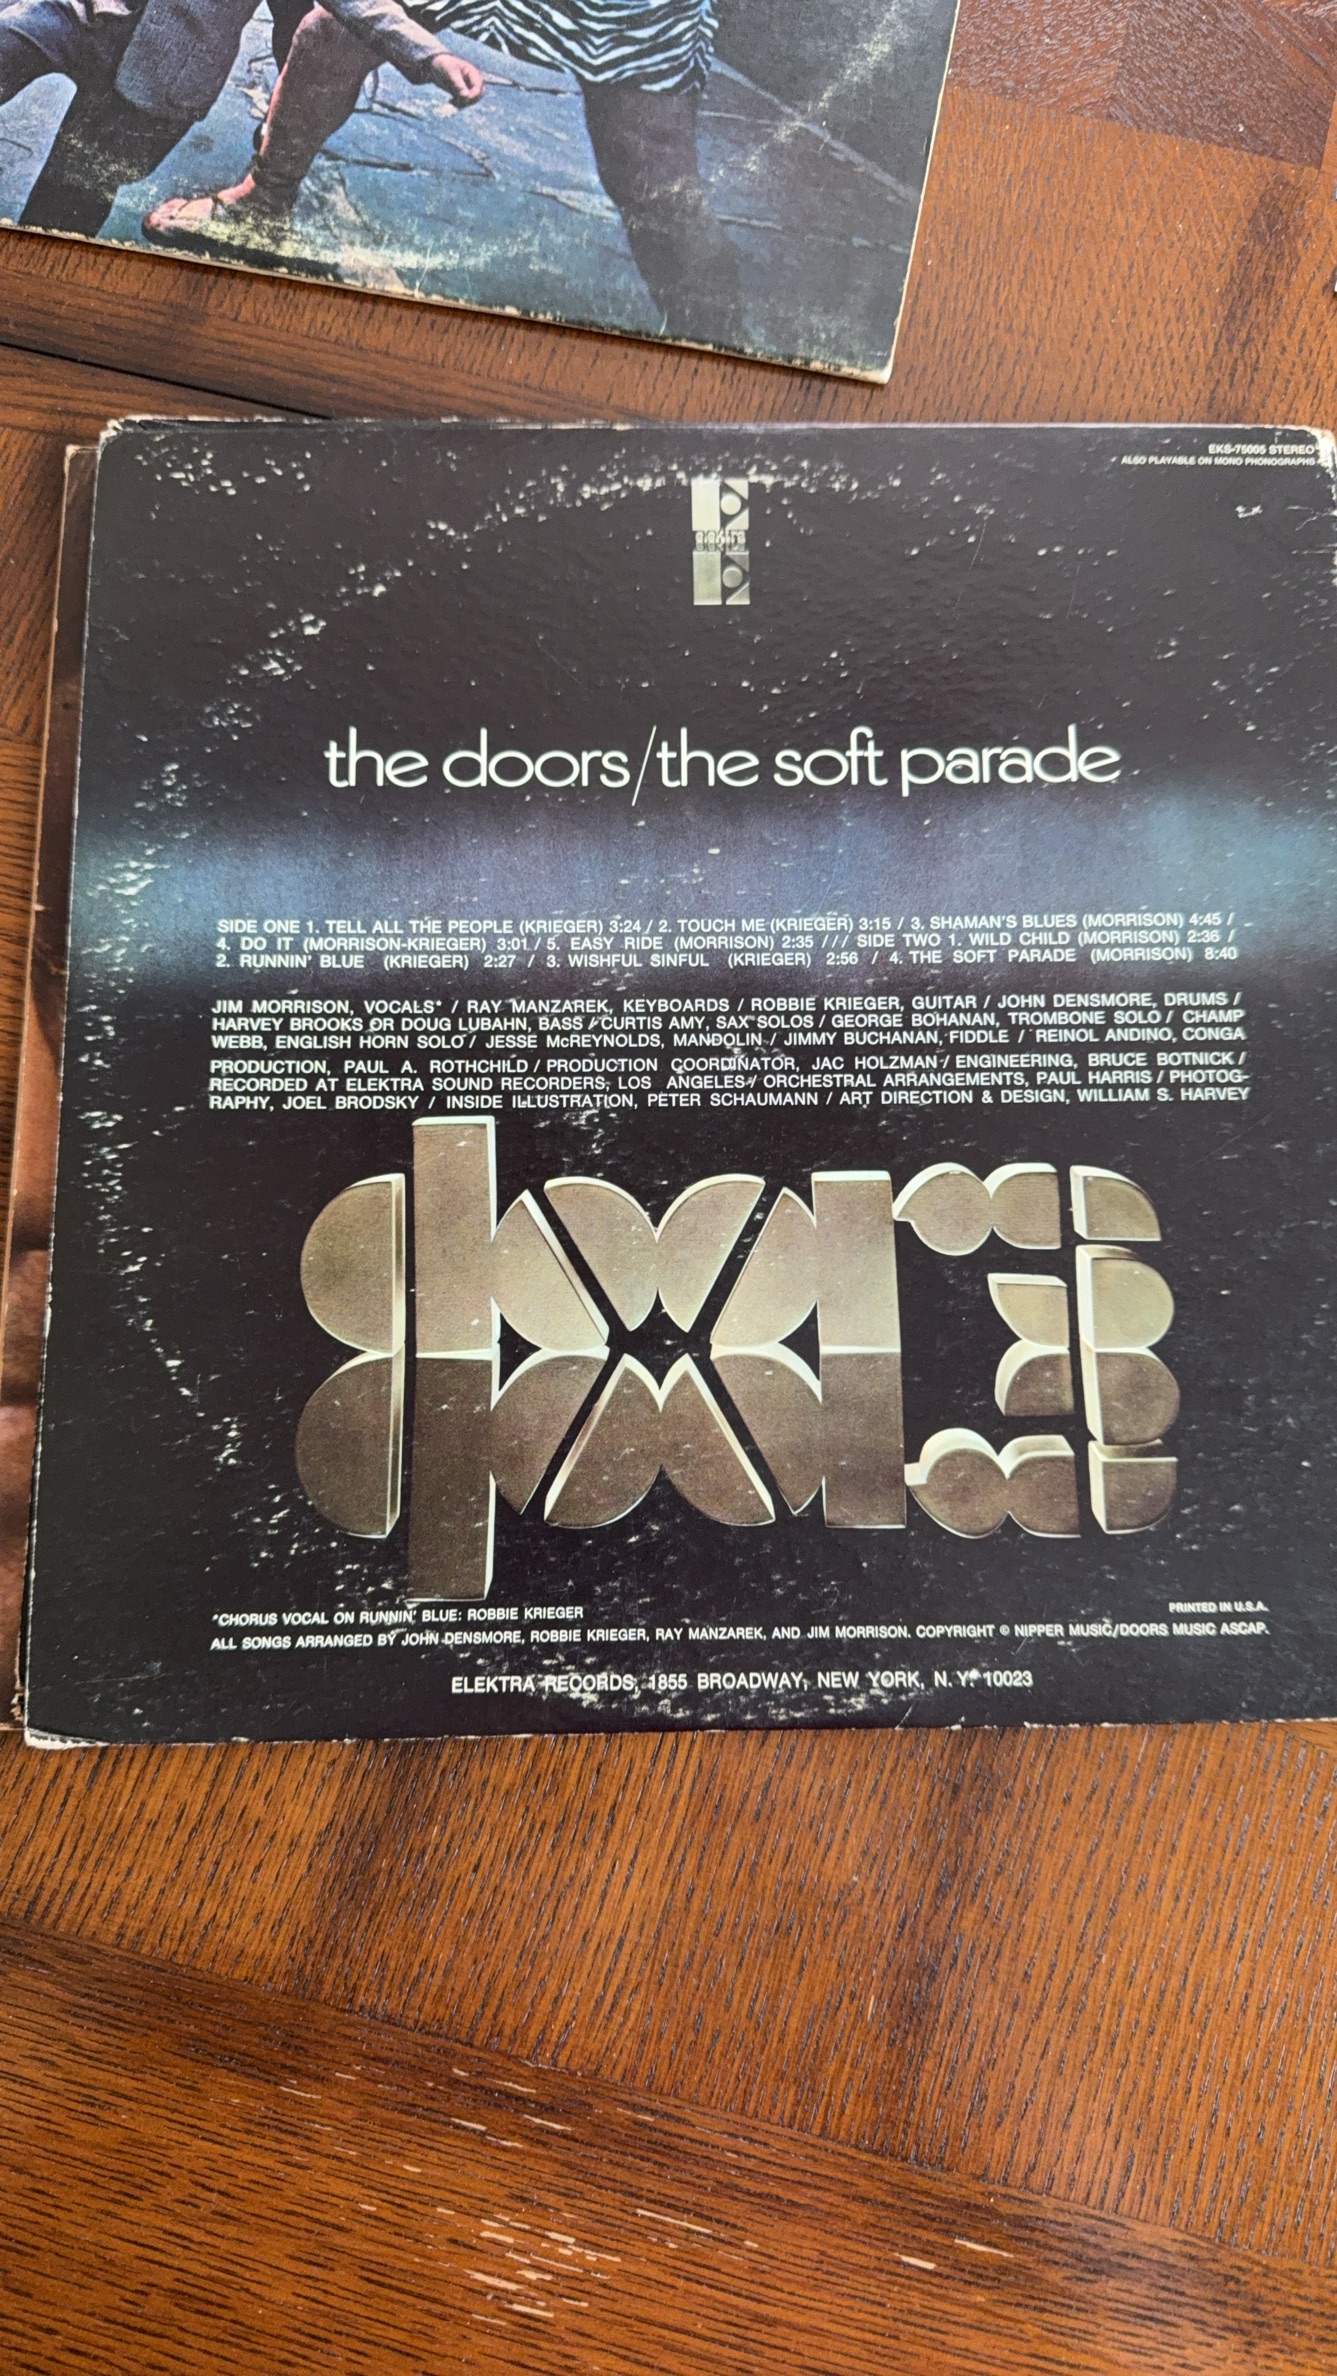 EKS-75005 STEREO
ALSO PLAYABLE ON MONO PHONOGRAPHS
elektra
the doors/the soft parade
SIDE ONE 1. TELL ALL THE PEOPLE (KRIEGER) 3:24 / 2. TOUCH ME (KRIEGER) 3:15 / 3. SHAMAN'S BLUES (MORRISON) 4:45 /
4. DO IT (MORRISON-KRIEGER) 3:01 / 5. EASY RIDE (MORRISON) 2:35 /// SIDE TWO 1. WILD CHILD (MORRISON) 2:36 /
2. RUNNIN' BLUE (KRIEGER) 2:27 / 3. WISHFUL SINFUL (KRIEGER) 2:56 / 4. THE SOFT PARADE (MORRISON) 8:40
JIM MORRISON, VOCALS* / RAY MANZAREK, KEYBOARDS / ROBBIE KRIEGER, GUITAR / JOHN DENSMORE, DRUMS /
HARVEY BROOKS OR DOUG LUBAHN, BASS / CURTIS AMY, SAX SOLOS / GEORGE BOHANAN, TROMBONE SOLO / CHAMP
WEBB, ENGLISH HORN SOLO / JESSE McREYNOLDS, MANDOLIN / JIMMY BUCHANAN, FIDDLE / REINOL ANDINO, CONGA
PRODUCTION, PAUL A. ROTHCHILD / PRODUCTION COORDINATOR, JAC HOLZMAN / ENGINEERING, BRUCE BOTNICK /
RECORDED AT ELEKTRA SOUND RECORDERS, LOS ANGELES / ORCHESTRAL ARRANGEMENTS, PAUL HARRIS / PHOTOG-
RAPHY, JOEL BRODSKY / INSIDE ILLUSTRATION, PETER SCHAUMANN / ART DIRECTION & DESIGN, WILLIAM S. HARVEY
doors
*CHORUS VOCAL ON RUNNIN' BLUE: ROBBIE KRIEGER
PRINTED IN U.S.A.
ALL SONGS ARRANGED BY JOHN DENSMORE, ROBBIE KRIEGER, RAY MANZAREK, AND JIM MORRISON. COPYRIGHT © NIPPER MUSIC/DOORS MUSIC ASCAP.
ELEKTRA RECORDS, 1855 BROADWAY, NEW YORK, N.Y. 10023